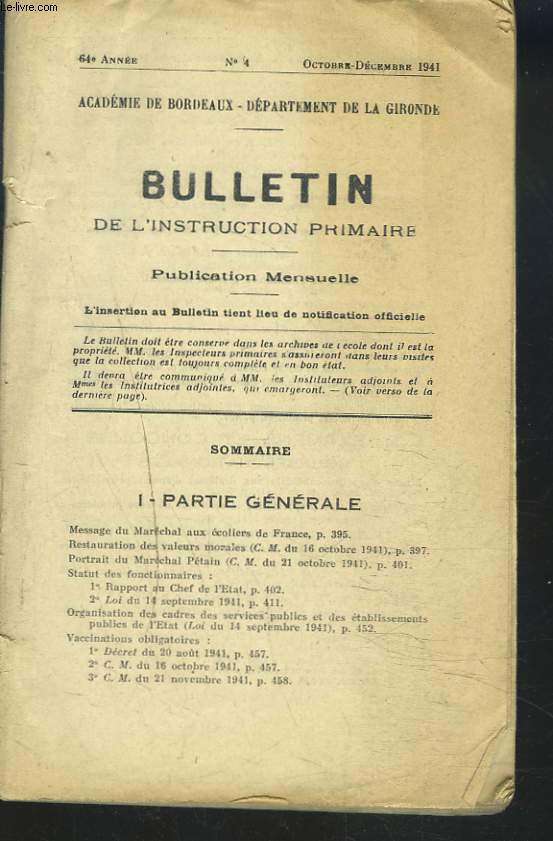 Le-livre.com
64e ANNÉE No 4 OCTOBRE-DÉCEMBRE 1941
ACADÉMIE DE BORDEAUX - DÉPARTEMENT DE LA GIRONDE
BULLETIN
DE L'INSTRUCTION PRIMAIRE
Publication Mensuelle
L'insertion au Bulletin tient lieu de notification officielle
Le Bulletin doit être conservé dans les archives de l'école dont il est la
propriété. MM. les Inspecteurs primaires s'assureront dans leurs visites
que la collection est toujours complète et en bon état.
Il devra être communiqué à MM. les Instituteurs adjoints et à
Mmes les Institutrices adjointes, qui émargeront. — (Voir verso de la
dernière page).
SOMMAIRE
I - PARTIE GÉNÉRALE
Message du Maréchal aux écoliers de France, p. 395.
Restauration des valeurs morales (C. M. du 16 octobre 1941), p. 397.
Portrait du Maréchal Pétain (C. M. du 21 octobre 1941), p. 401.
Statut des fonctionnaires :
1° Rapport au Chef de l'Etat, p. 402.
2° Loi du 14 septembre 1941, p. 411.
Organisation des cadres des services publics et des établissements
publics de l'Etat (Loi du 14 septembre 1941), p. 452.
Vaccinations obligatoires :
1° Décret du 20 août 1941, p. 457.
2° C. M. du 16 octobre 1941, p. 457.
3° C. M. du 21 novembre 1941, p. 458.